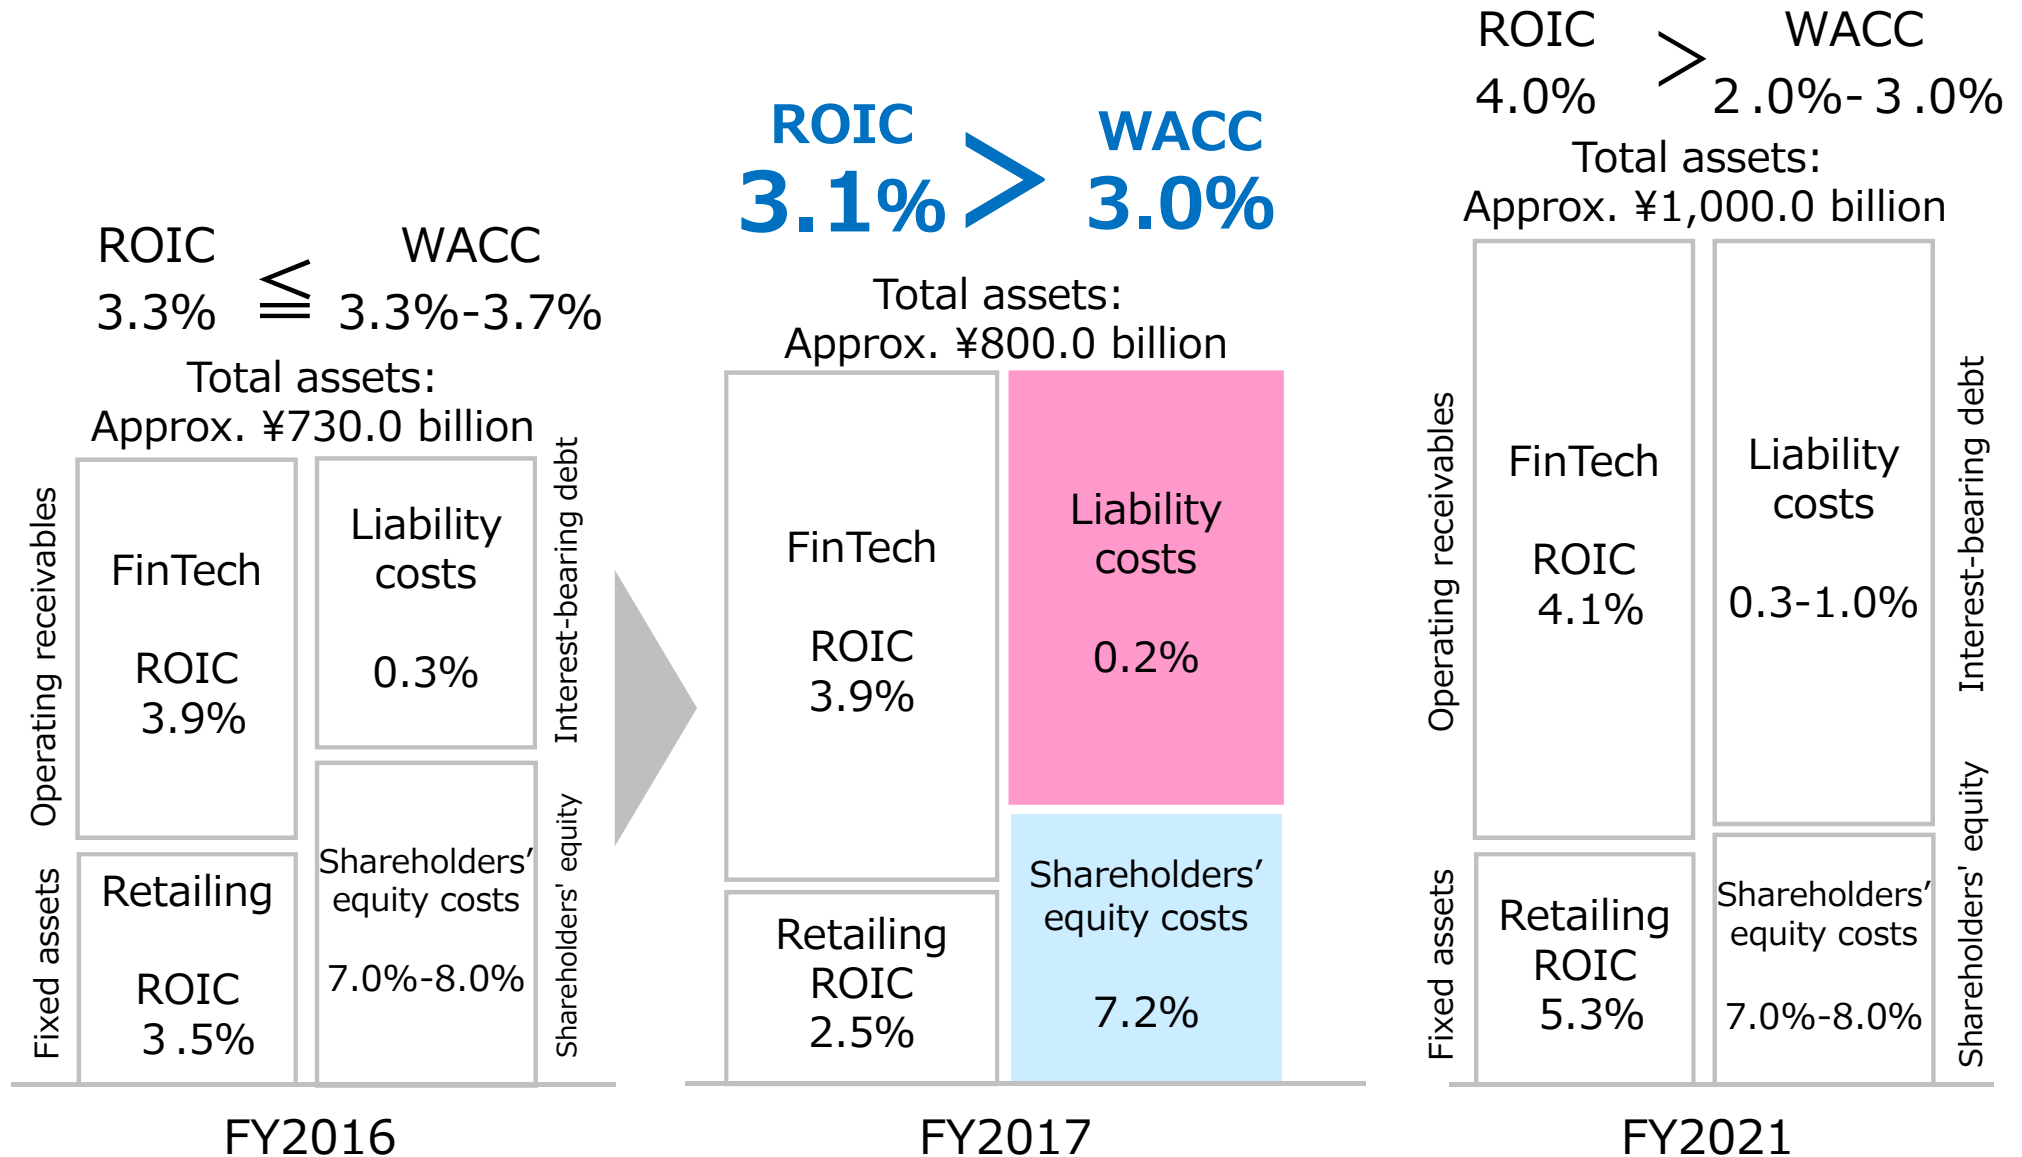 ROIC
≦
WACC
3.3%
3.3%-3.7%
Total assets:
Approx. ¥730.0 billion
Operating receivables
FinTech
ROIC
3.9%
Liability
costs
0.3%
Interest-bearing debt
Fixed assets
Retailing
ROIC
3.5%
Shareholders’
equity costs
7.0%-8.0%
Shareholders' equity
FY2016
ROIC
>
WACC
3.1%
3.0%
Total assets:
Approx. ¥800.0 billion
FinTech
ROIC
3.9%
Liability
costs
0.2%
Retailing
ROIC
2.5%
Shareholders’
equity costs
7.2%
FY2017
ROIC
>
WACC
4.0%
2.0%-3.0%
Total assets:
Approx. ¥1,000.0 billion
Operating receivables
FinTech
ROIC
4.1%
Liability
costs
0.3-1.0%
Interest-bearing debt
Fixed assets
Retailing
ROIC
5.3%
Shareholders’
equity costs
7.0%-8.0%
Shareholders' equity
FY2021